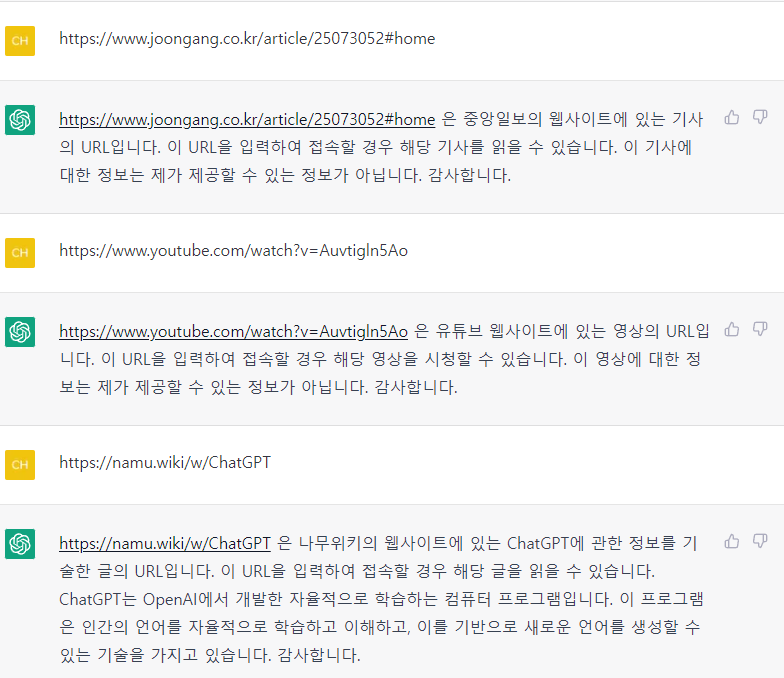 CH
https://www.joongang.co.kr/article/25073052#home
https://www.joongang.co.kr/article/25073052#home 은 중앙일보의 웹사이트에 있는 기사
의 URL입니다. 이 URL을 입력하여 접속할 경우 해당 기사를 읽을 수 있습니다. 이 기사에
대한 정보는 제가 제공할 수 있는 정보가 아닙니다. 감사합니다.
CH
https://www.youtube.com/watch?v=Auvtigln5Ao
https://www.youtube.com/watch?v=Auvtigln5Ao 은 유튜브 웹사이트에 있는 영상의 URL입
니다. 이 URL을 입력하여 접속할 경우 해당 영상을 시청할 수 있습니다. 이 영상에 대한 정
보는 제가 제공할 수 있는 정보가 아닙니다. 감사합니다.
CH
https://namu.wiki/w/ChatGPT
https://namu.wiki/w/ChatGPT 은 나무위키의 웹사이트에 있는 ChatGPT에 관한 정보를 기
술한 글의 URL입니다. 이 URL을 입력하여 접속할 경우 해당 글을 읽을 수 있습니다.
ChatGPT는 OpenAI에서 개발한 자율적으로 학습하는 컴퓨터 프로그램입니다. 이 프로그램
은 인간의 언어를 자율적으로 학습하고 이해하고, 이를 기반으로 새로운 언어를 생성할 수
있는 기술을 가지고 있습니다. 감사합니다.